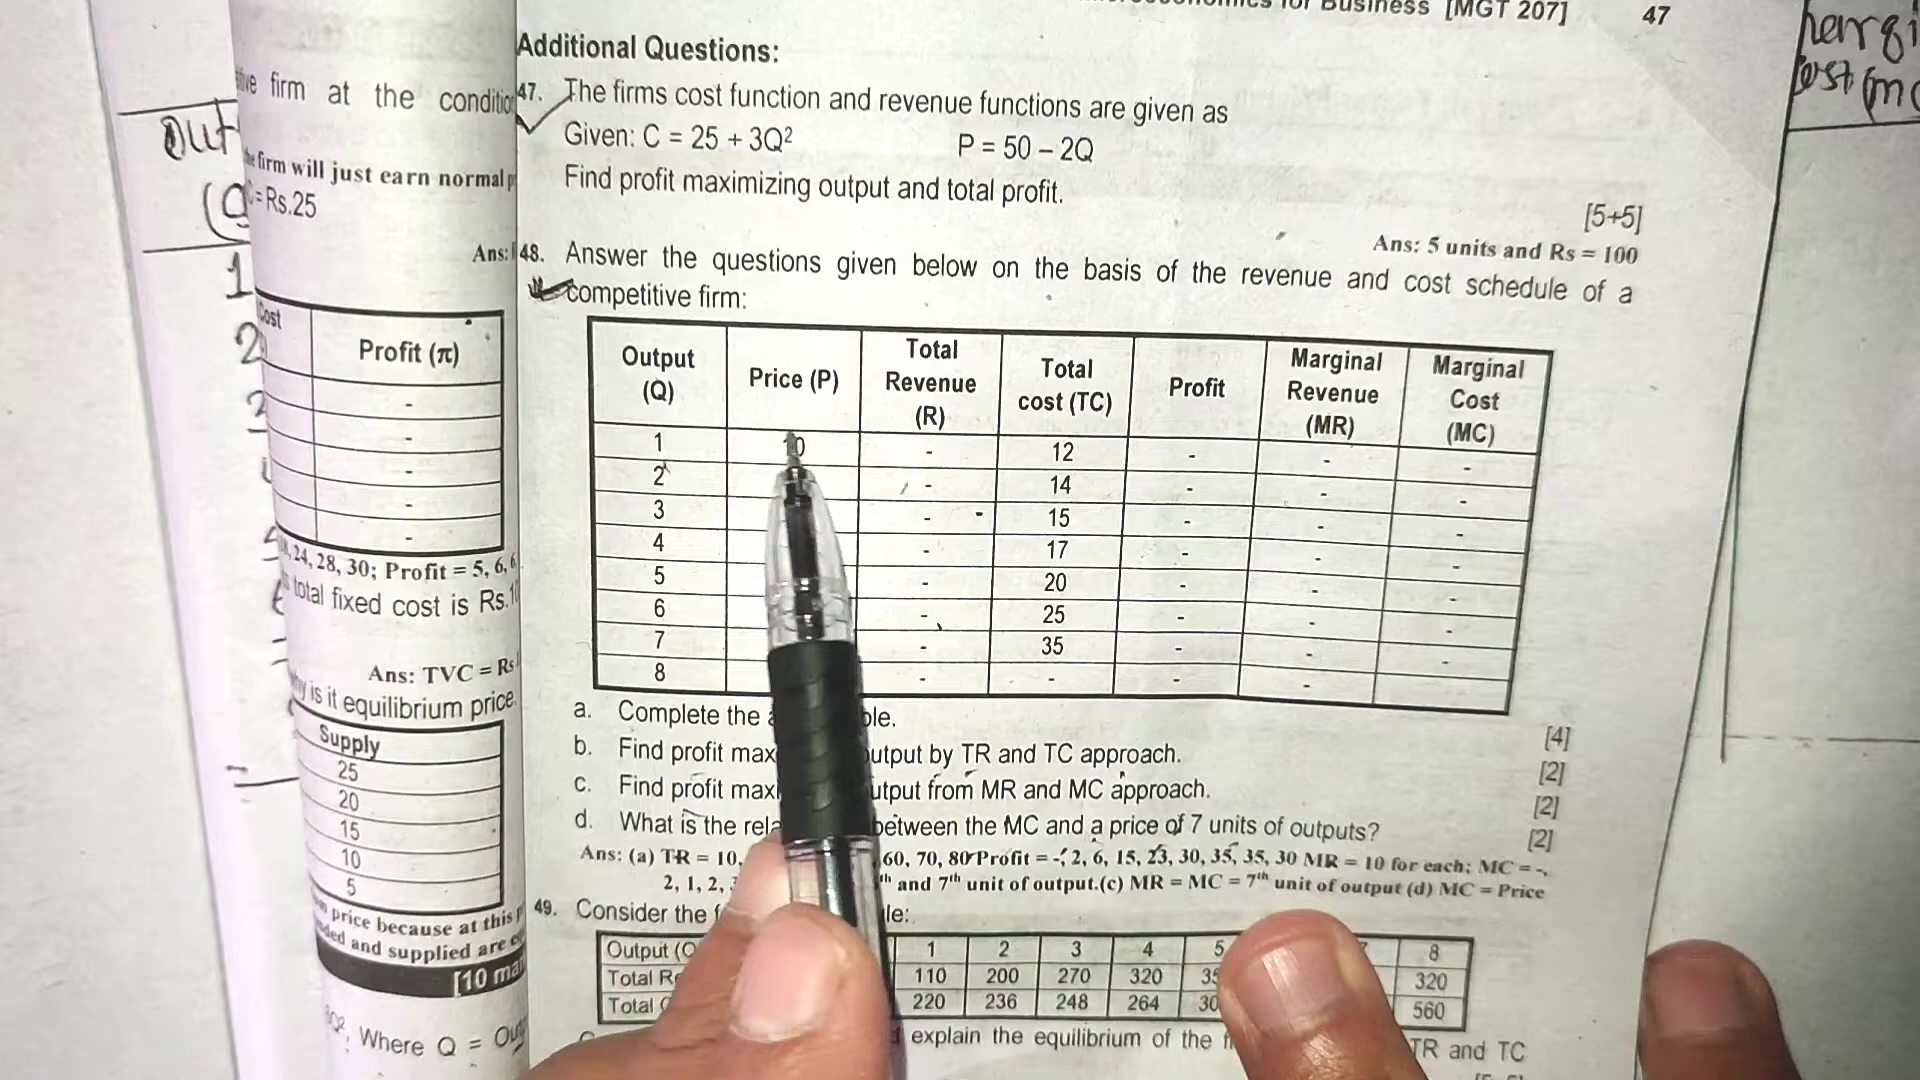 for Business [MGT 207] 47
Additional Questions:
47. The firms cost function and revenue functions are given as
Given: C = 25 + 3Q² P = 50 – 2Q
Find profit maximizing output and total profit.
[5+5]
Ans: 5 units and Rs = 100
48. Answer the questions given below on the basis of the revenue and cost schedule of a
competitive firm:
Output (Q) Price (P) Total Revenue (R) Total cost (TC) Profit Marginal Revenue (MR) Marginal Cost (MC)
1 10 - 12 - - -
2 - 14 - - -
3 - 15 - - -
4 - 17 - - -
5 - 20 - - -
6 - 25 - - -
7 - 35 - - -
8 - - - -
a. Complete the
[4]
b. Find profit output by TR and TC approach.
[2]
c. Find profit output from MR and MC approach.
[2]
d. What is the between the MC and a price of 7 units of outputs?
[2]
Ans: (a) TR = 10, 60, 70, 80 Profit = -, 2, 6, 15, 23, 30, 35, 35, 30 MR = 10 for each; MC = -,
2, 1, 2, and 7th unit of output.(c) MR = MC = 7th unit of output (d) MC = Price
49. Consider the
Output 1 2 3 4 5 8
Total 110 200 270 320 320
Total 220 236 248 264 560
explain the equilibrium of the
TR and TC
firm at the condition
firm will just earn normal
= Rs.25
Ans:
Cost Profit (π)
-
-
-
-
-
24, 28, 30; Profit = 5, 6, 6
total fixed cost is Rs.
Ans: TVC = Rs
is it equilibrium price.
Supply
25
20
15
10
5
price because at this
and supplied are
[10
Where Q =
out
1
2
3